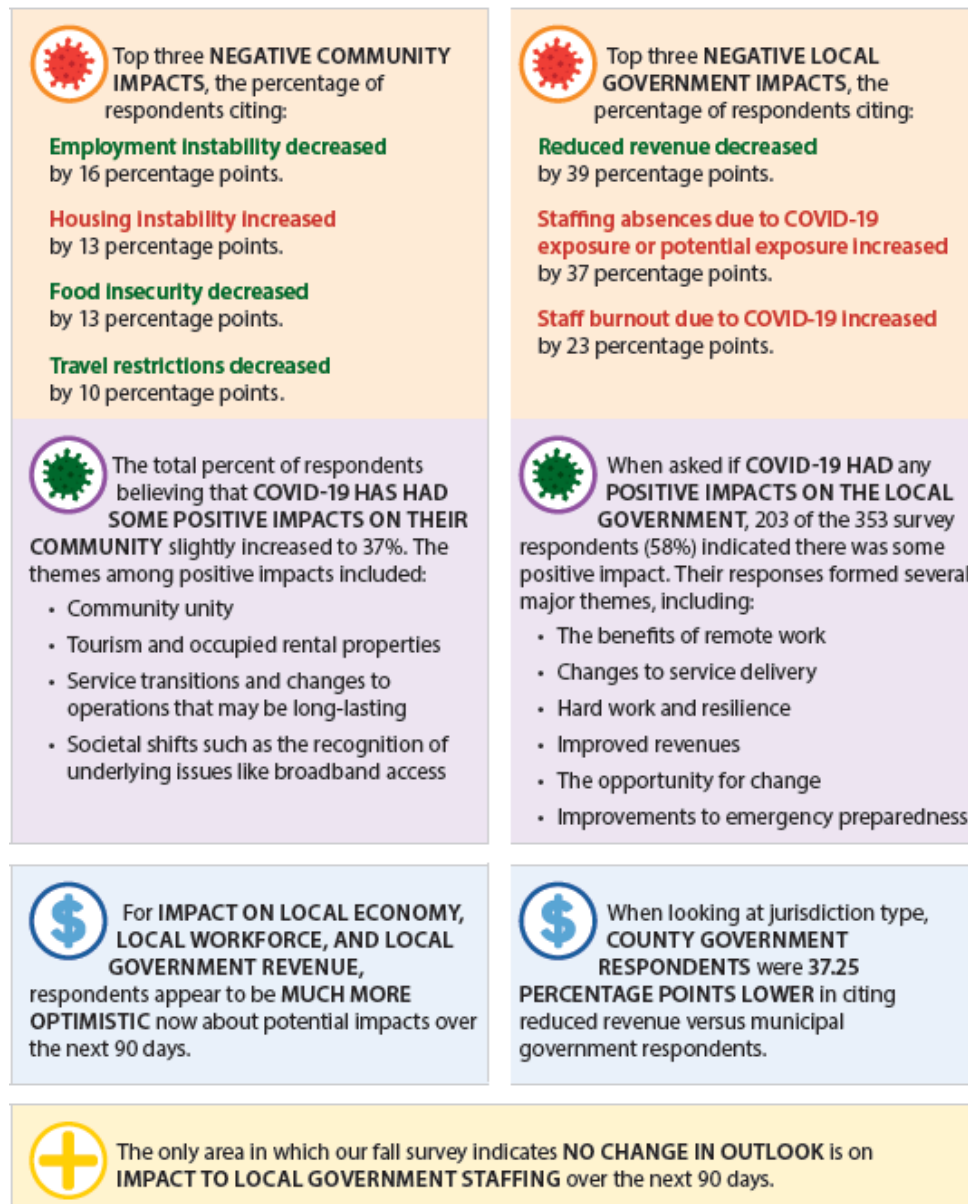 Top three NEGATIVE COMMUNITY
IMPACTS, the percentage of
respondents citing:
Employment instability decreased
by 16 percentage points.
Housing instability increased
by 13 percentage points.
Food insecurity decreased
by 13 percentage points.
Travel restrictions decreased
by 10 percentage points.
Top three NEGATIVE LOCAL
GOVERNMENT IMPACTS, the
percentage of respondents citing:
Reduced revenue decreased
by 39 percentage points.
Staffing absences due to COVID-19
exposure or potential exposure increased
by 37 percentage points.
Staff burnout due to COVID-19 increased
by 23 percentage points.
The total percent of respondents
believing that COVID-19 HAS HAD
SOME POSITIVE IMPACTS ON THEIR
COMMUNITY slightly increased to 37%. The
themes among positive impacts included:
• Community unity
• Tourism and occupied rental properties
• Service transitions and changes to
operations that may be long-lasting
• Societal shifts such as the recognition of
underlying issues like broadband access
When asked if COVID-19 HAD any
POSITIVE IMPACTS ON THE LOCAL
GOVERNMENT, 203 of the 353 survey
respondents (58%) indicated there was some
positive impact. Their responses formed several
major themes, including:
• The benefits of remote work
• Changes to service delivery
• Hard work and resilience
• Improved revenues
• The opportunity for change
• Improvements to emergency preparedness
$
For IMPACT ON LOCAL ECONOMY,
LOCAL WORKFORCE, AND LOCAL
GOVERNMENT REVENUE,
respondents appear to be MUCH MORE
OPTIMISTIC now about potential impacts over
the next 90 days.
$
When looking at jurisdiction type,
COUNTY GOVERNMENT
RESPONDENTS were 37.25
PERCENTAGE POINTS LOWER in citing
reduced revenue versus municipal
government respondents.
The only area in which our fall survey indicates NO CHANGE IN OUTLOOK is on
IMPACT TO LOCAL GOVERNMENT STAFFING over the next 90 days.